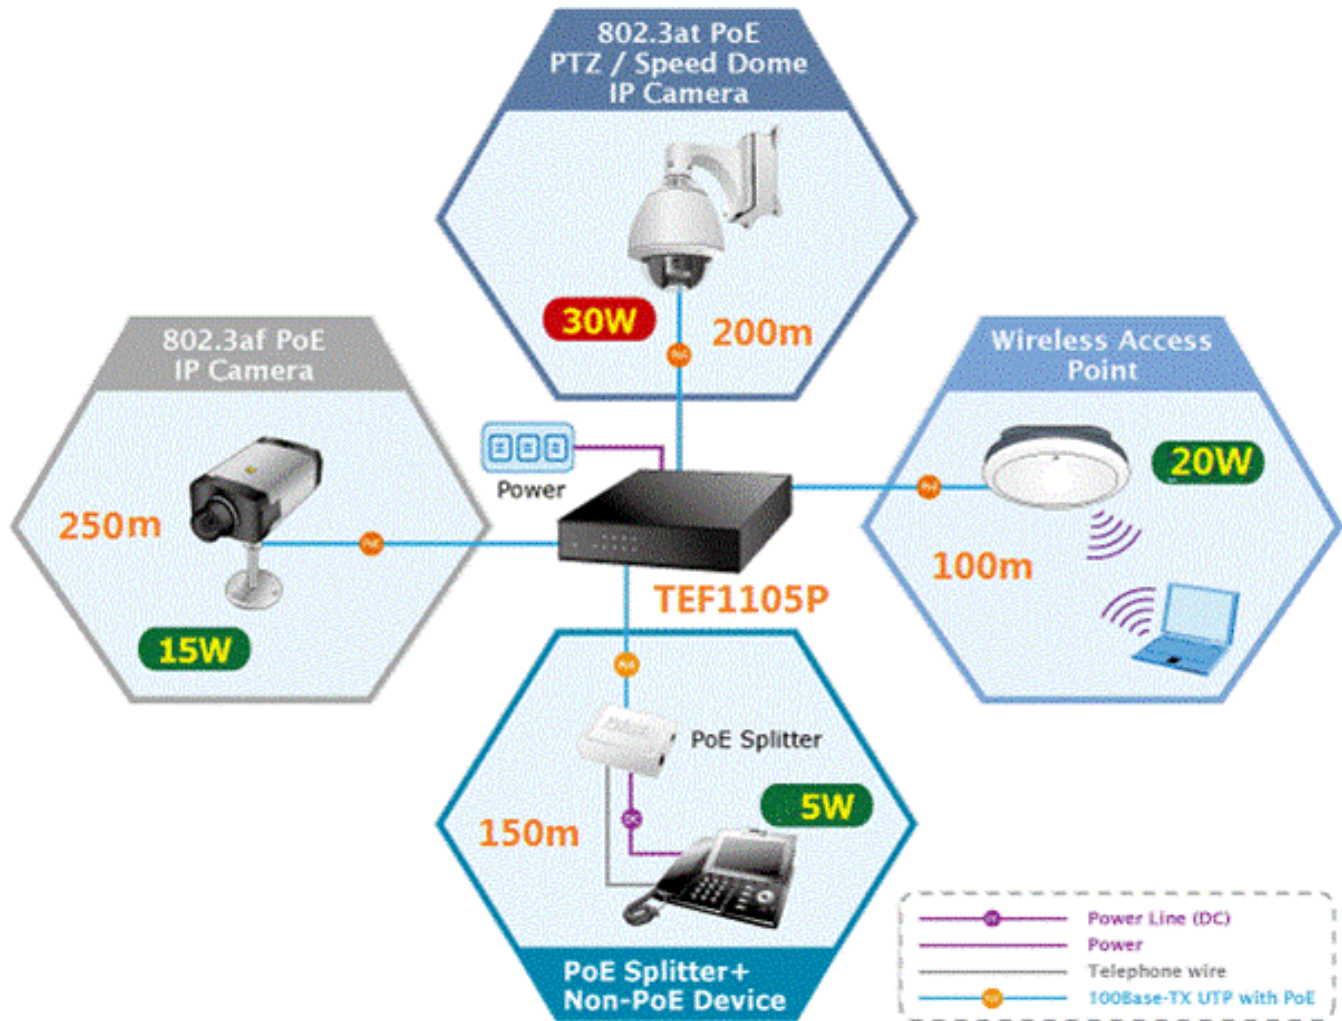 802.3at PoE
PTZ / Speed Dome
IP Camera
30W
200m
802.3af PoE
IP Camera
250m
15W
Wireless Access
Point
20W
100m
Power
TEF1105P
PoE Splitter
DC
5W
150m
PoE Splitter+
Non-PoE Device
Power Line (DC)
Power
Telephone wire
100Base-TX UTP with PoE